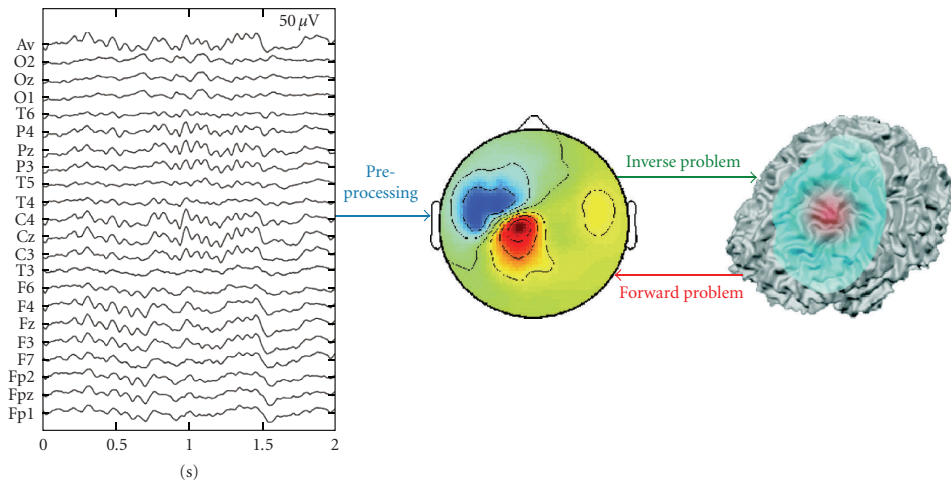 50 μV
Av
O2
Oz
O1
T6
P4
Pz
P3
T5
T4
C4
Cz
C3
T3
F6
F4
Fz
F3
F7
Fp2
Fpz
Fp1
0 0.5 1 1.5 2
(s)
Pre-
processing
Inverse problem
Forward problem